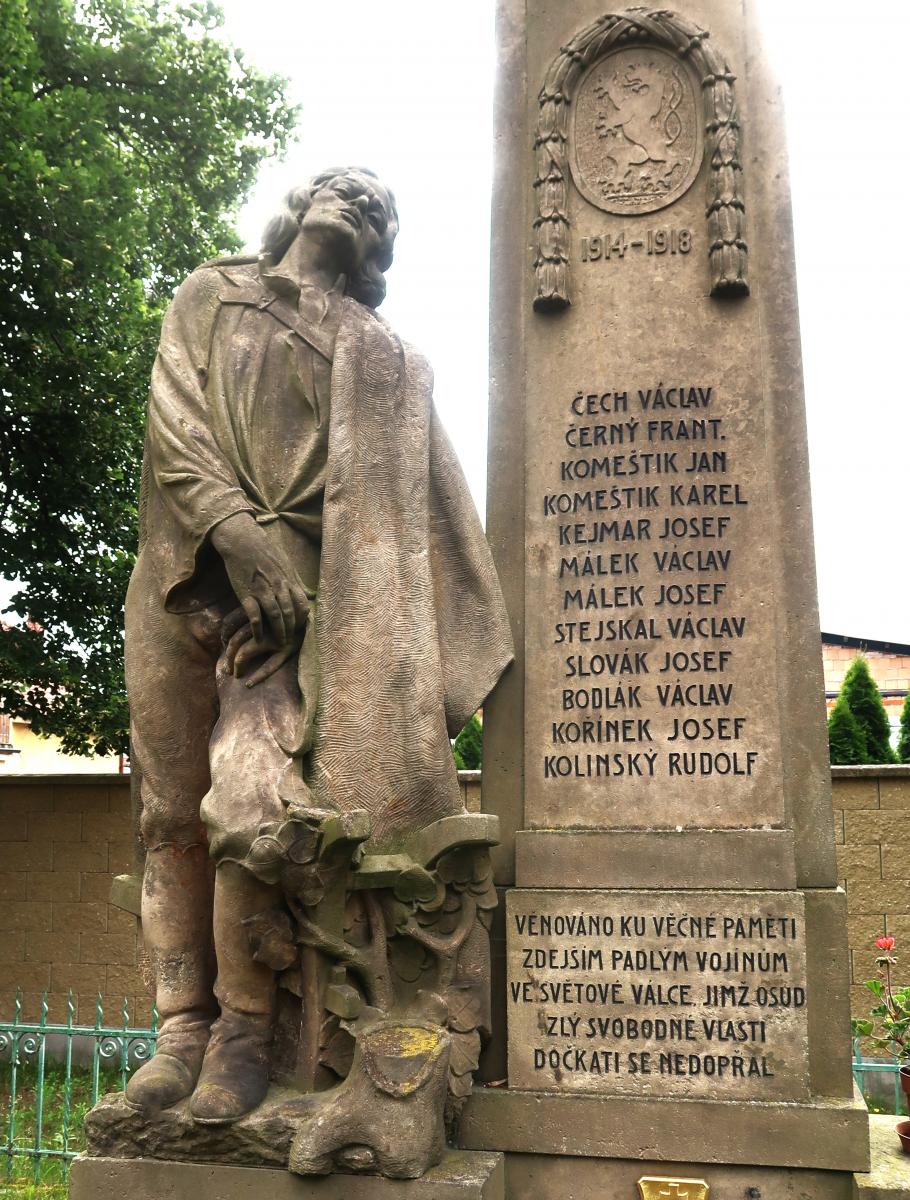 1914-1918
ČECH VÁCLAV
ČERNÝ FRANT.
KOMEŠTIK JAN
KOMEŠTIK KAREL
KEJMAR JOSEF
MÁLEK VÁCLAV
MÁLEK JOSEF
STEJSKAL VÁCLAV
SLOVÁK JOSEF
BODLÁK VÁCLAV
KOŘÍNEK JOSEF
KOLINSKÝ RUDOLF
VĚNOVÁNO KU VĚČNÉ PAMĚTI
ZDEJŠÍM PADLÝM VOJÍNŮM
VE SVĚTOVÉ VÁLCE, JIMŽ OSUD
ZLÝ SVOBODNÉ VLASTI
DOČKATI SE NEDOPŘÁL